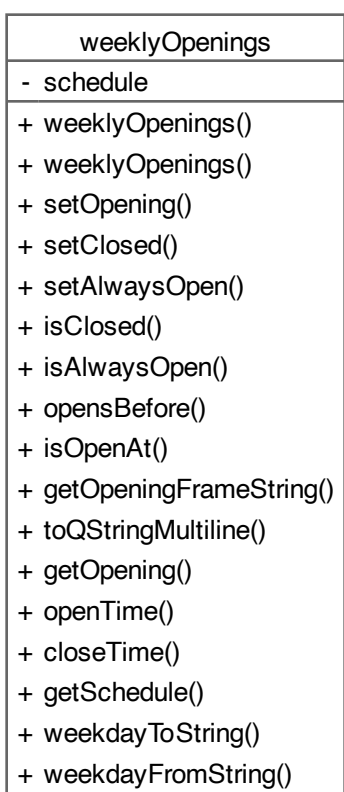 weeklyOpenings
- schedule
+ weeklyOpenings()
+ weeklyOpenings()
+ setOpening()
+ setClosed()
+ setAlwaysOpen()
+ isClosed()
+ isAlwaysOpen()
+ opensBefore()
+ isOpenAt()
+ getOpeningFrameString()
+ toQStringMultiline()
+ getOpening()
+ openTime()
+ closeTime()
+ getSchedule()
+ weekdayToString()
+ weekdayFromString()